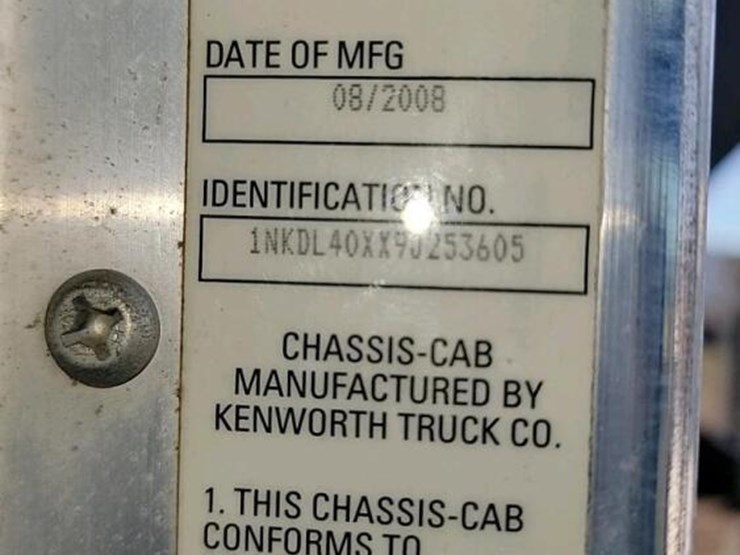 DATE OF MFG
08/2008
IDENTIFICATION NO.
1NKDL40XX9J253605
CHASSIS-CAB
MANUFACTURED BY
KENWORTH TRUCK CO.
1. THIS CHASSIS-CAB
CONFORMS TO